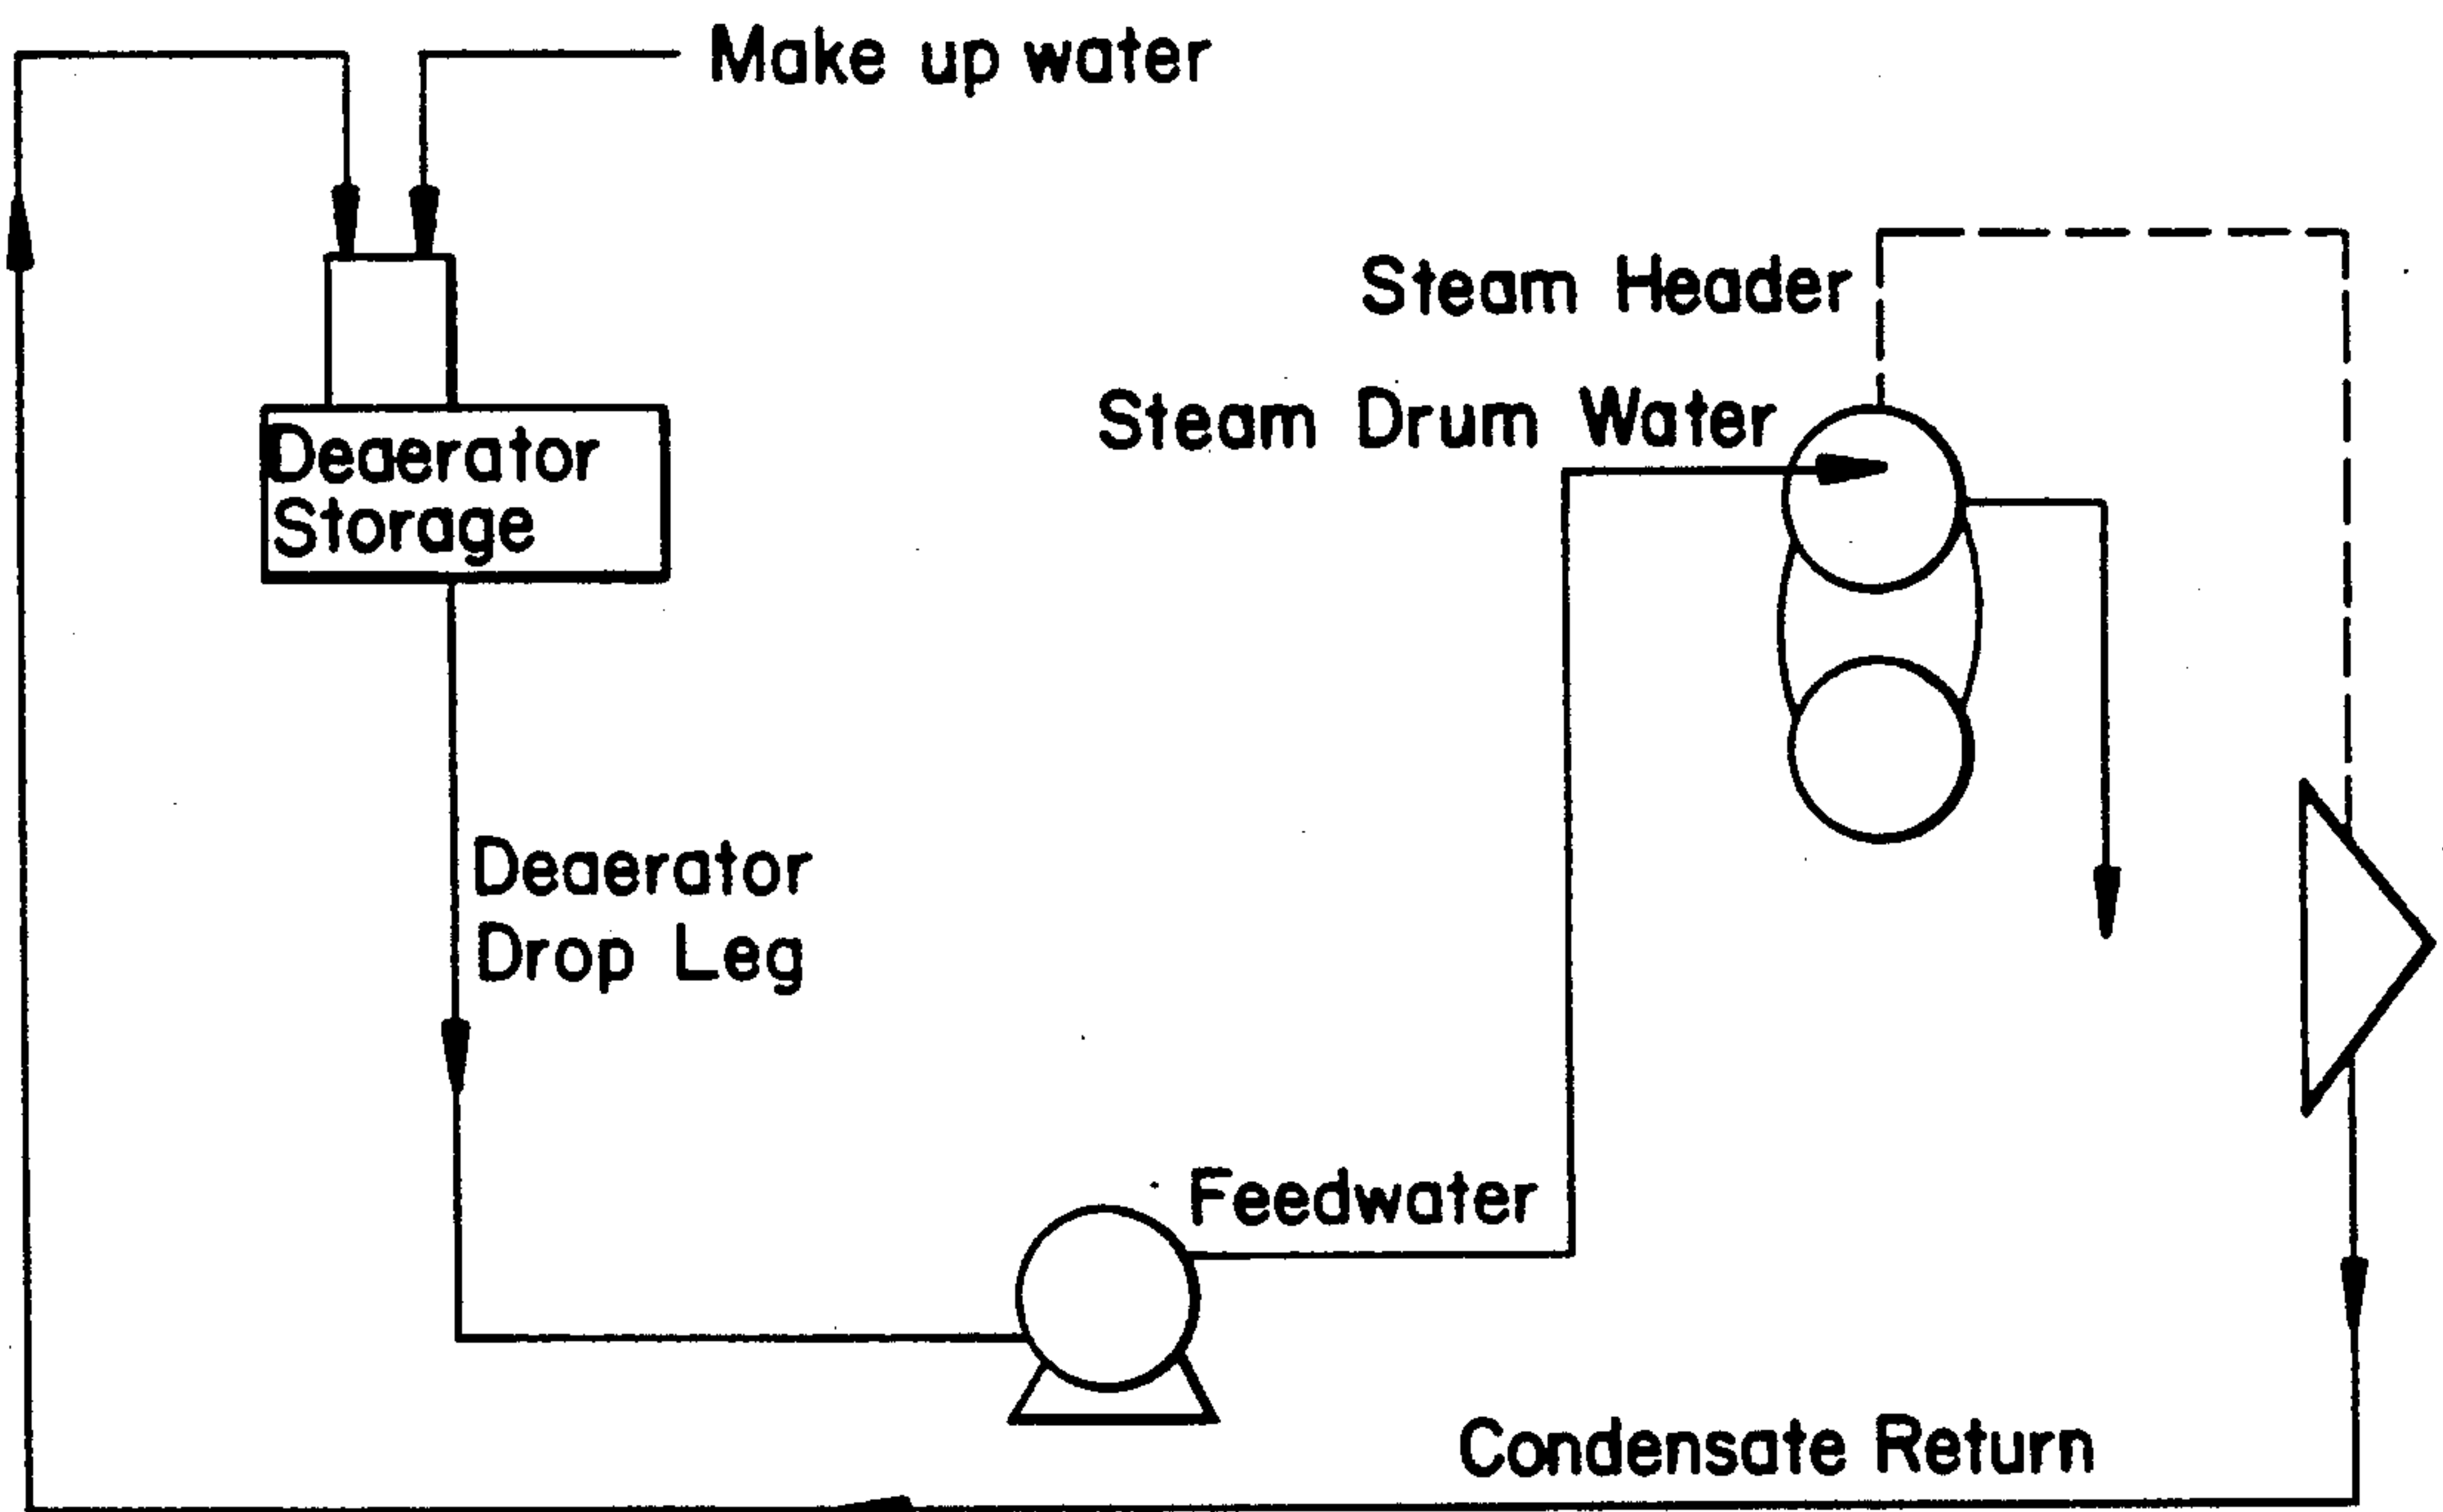 Make up water
Steam Header
Steam Drum Water
Deaerator
Storage
Deaerator
Drop Leg
Feedwater
Condensate Return